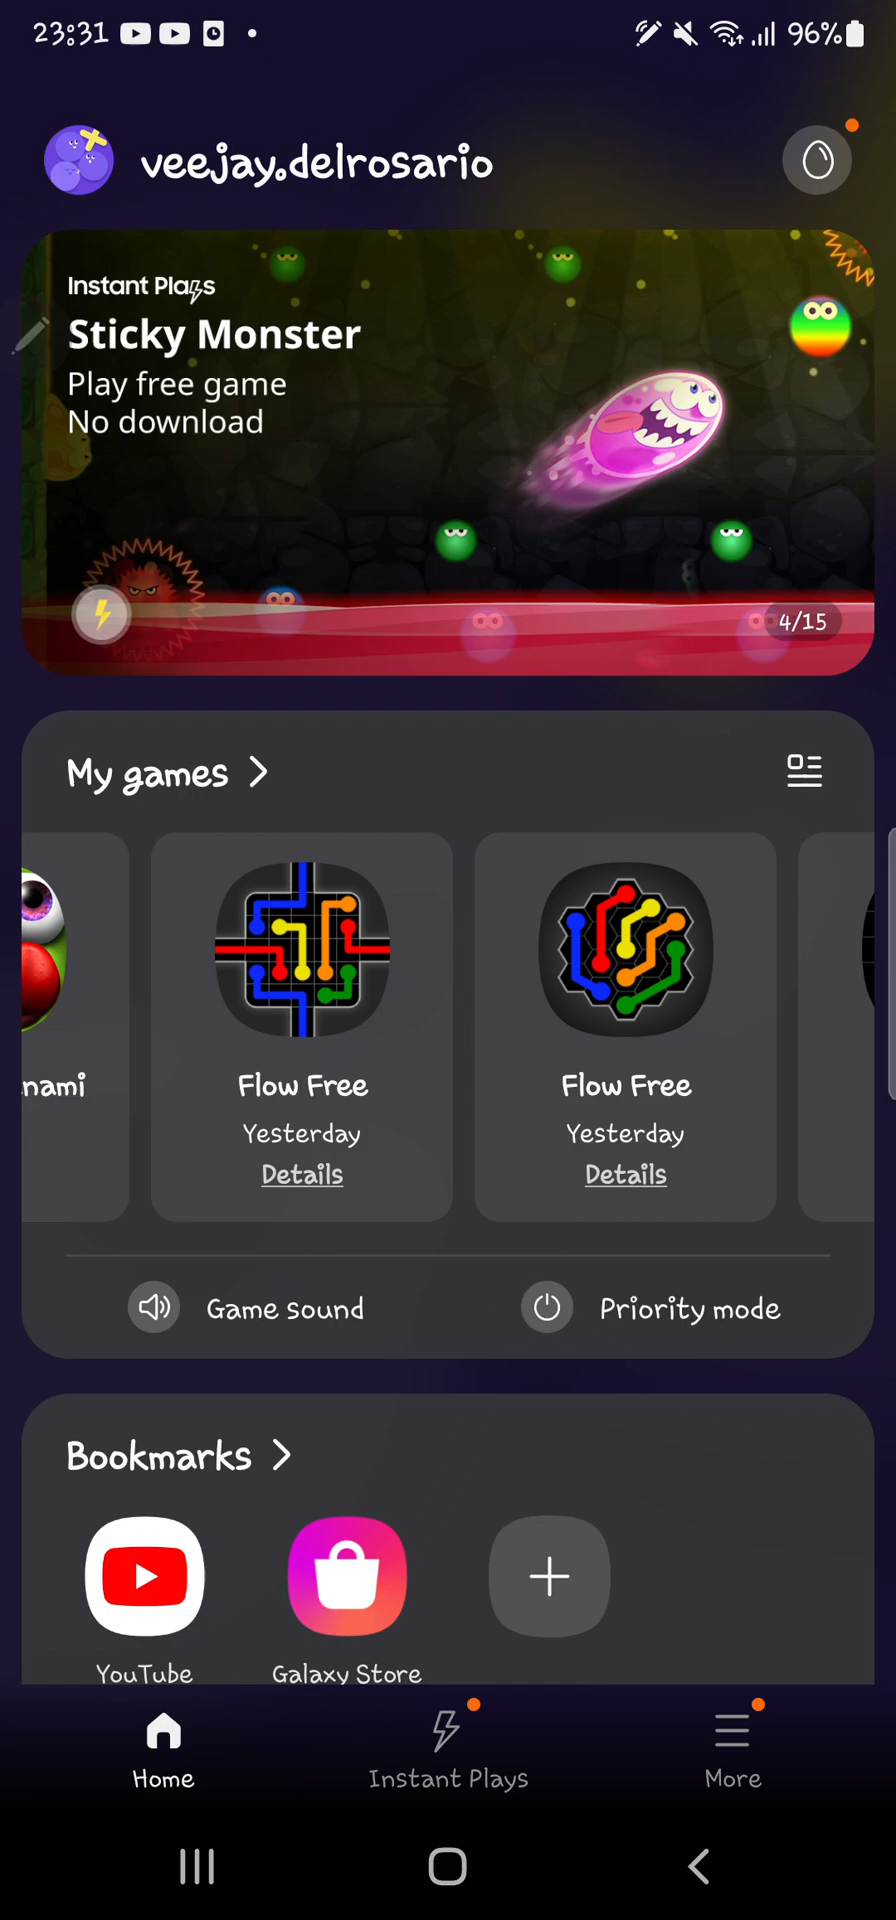 23:31
96%
veejay.delrosario
Instant Plays
Sticky Monster
Play free game
No download
4/15
My games
nami
Flow Free
Flow Free
Yesterday
Yesterday
Details
Details
Game sound
Priority mode
Bookmarks
YouTube
Galaxy Store
Home
Instant Plays
More